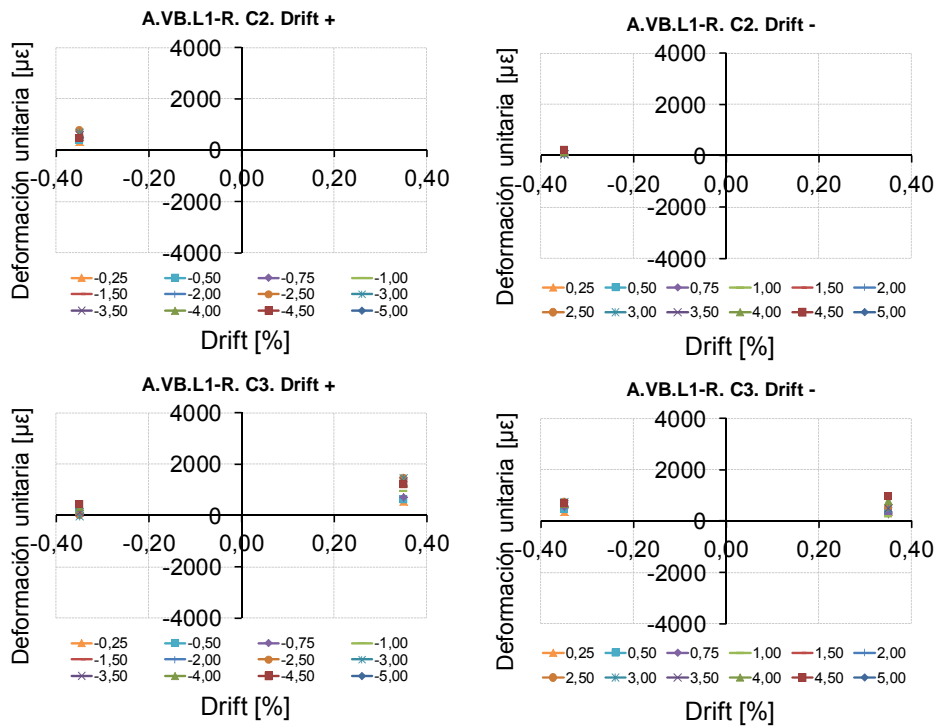 A.VB.L1-R. C2. Drift +
Deformación unitaria [µε]
4000
2000
0
-0,40 -0,20 0,00 0,20 0,40
-2000
-4000
-0,25 -0,50 -0,75 -1,00
-1,50 -2,00 -2,50 -3,00
-3,50 -4,00 -4,50 -5,00
Drift [%]
A.VB.L1-R. C2. Drift -
Deformación unitaria [µε]
4000
2000
0
-0,40 -0,20 0,00 0,20 0,40
-2000
-4000
0,25 0,50 0,75 1,00 1,50 2,00
2,50 3,00 3,50 4,00 4,50 5,00
Drift [%]
A.VB.L1-R. C3. Drift +
Deformación unitaria [µε]
4000
2000
0
-0,40 -0,20 0,00 0,20 0,40
-2000
-4000
-0,25 -0,50 -0,75 -1,00
-1,50 -2,00 -2,50 -3,00
-3,50 -4,00 -4,50 -5,00
Drift [%]
A.VB.L1-R. C3. Drift -
Deformación unitaria [µε]
4000
2000
0
-0,40 -0,20 0,00 0,20 0,40
-2000
-4000
0,25 0,50 0,75 1,00 1,50 2,00
2,50 3,00 3,50 4,00 4,50 5,00
Drift [%]